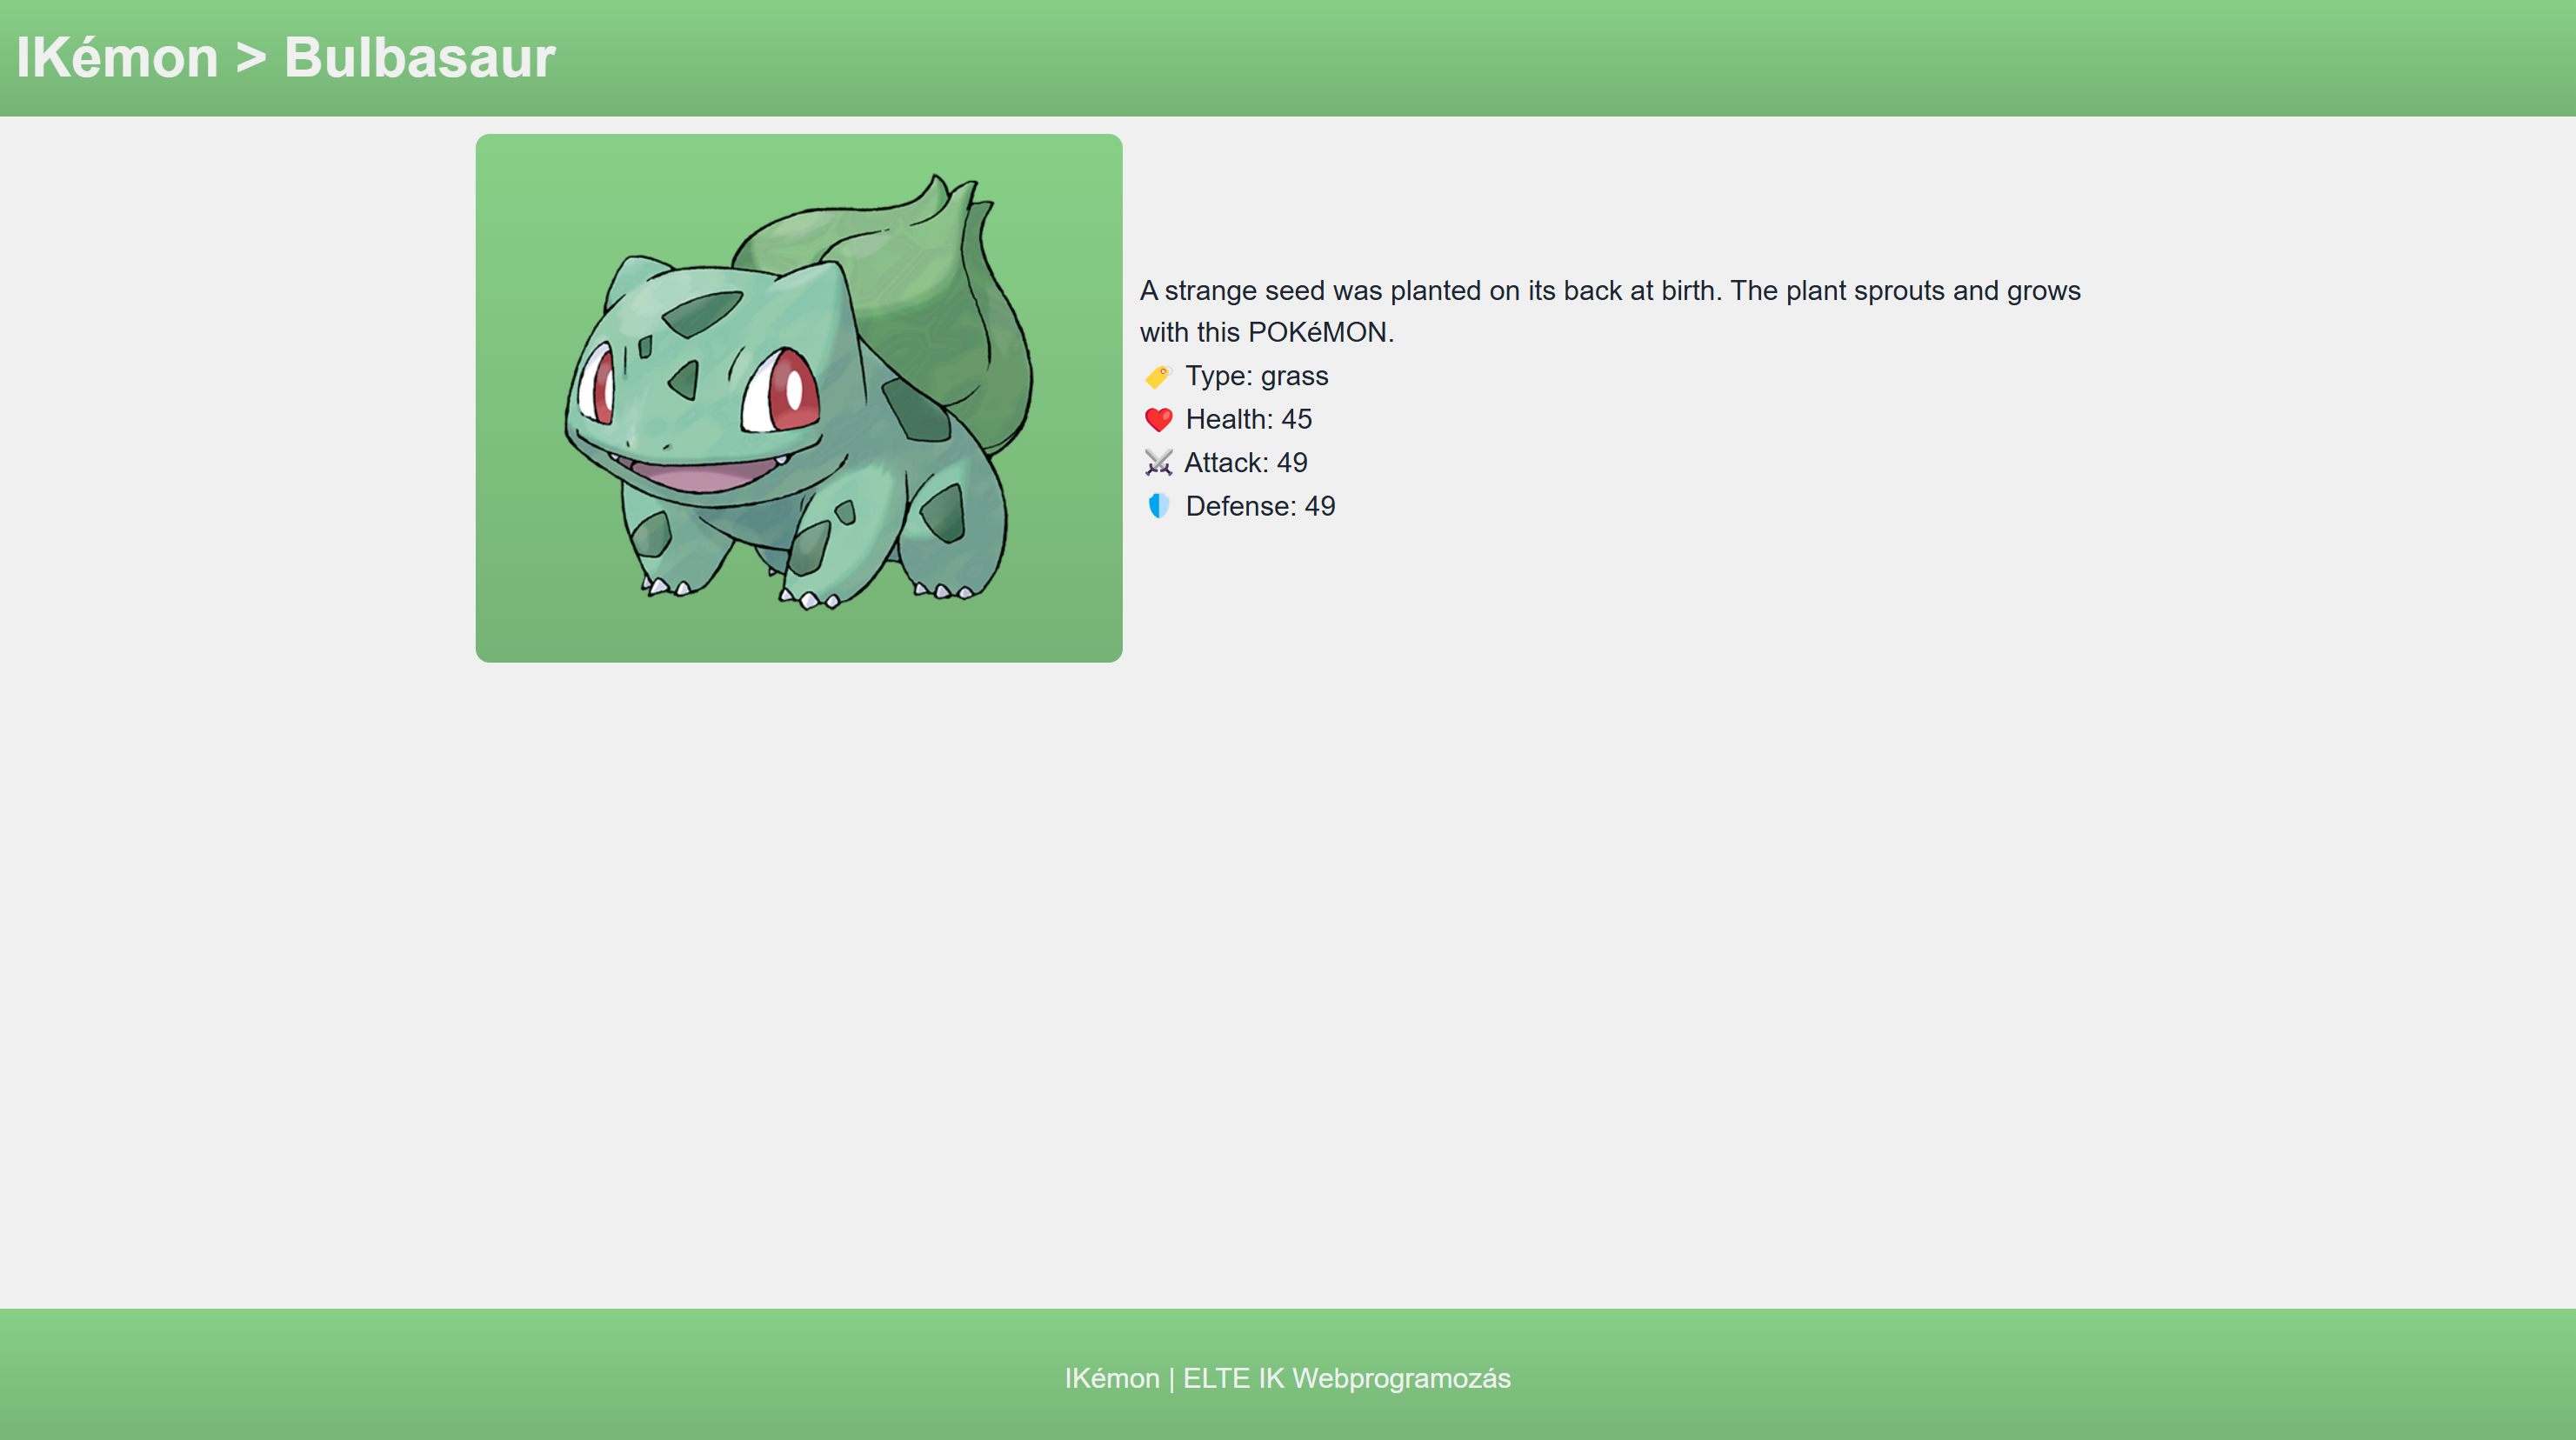 IKémon > Bulbasaur
A strange seed was planted on its back at birth. The plant sprouts and grows
with this POKéMON.
🏷️ Type: grass
❤️ Health: 45
⚔️ Attack: 49
🛡️ Defense: 49
IKémon | ELTE IK Webprogramozás